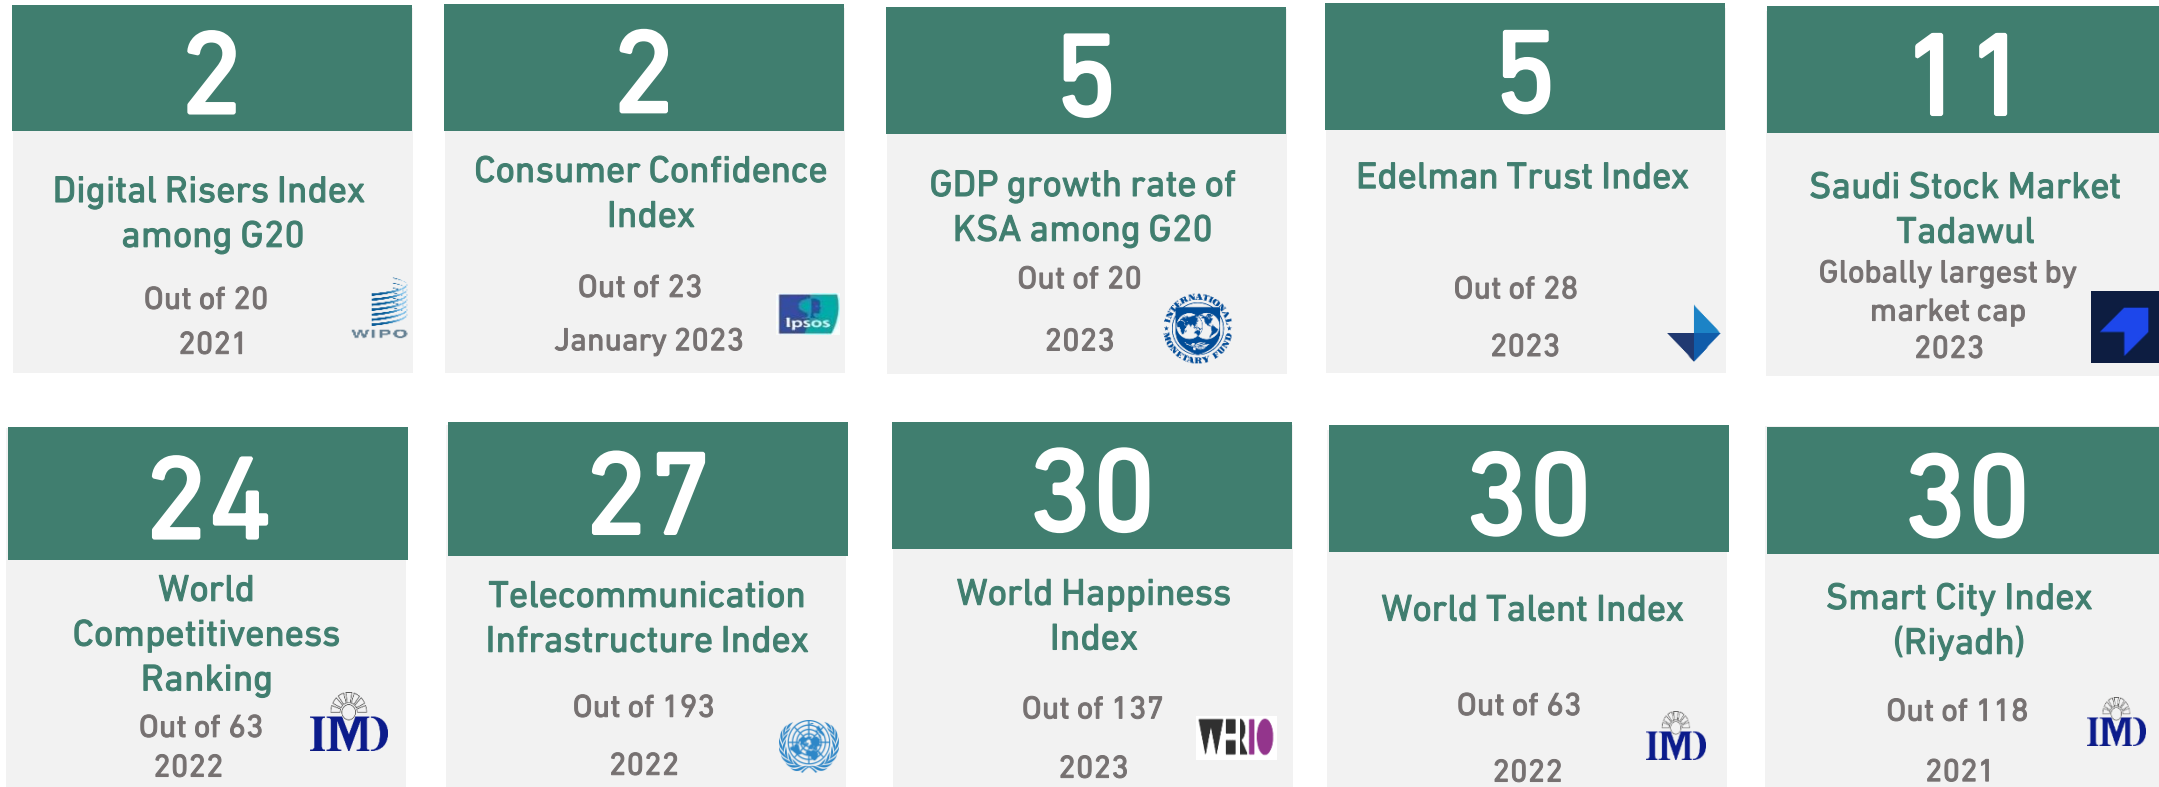 2
Digital Risers Index
among G20
Out of 20
2021
WIPO
2
Consumer Confidence
Index
Out of 23
January 2023
Ipsos
5
GDP growth rate of
KSA among G20
Out of 20
2023
INTERNATIONAL
MONETARY FUND
5
Edelman Trust Index
Out of 28
2023
11
Saudi Stock Market
Tadawul
Globally largest by
market cap
2023
24
World
Competitiveness
Ranking
Out of 63
2022
IMD
27
Telecommunication
Infrastructure Index
Out of 193
2022
30
World Happiness
Index
Out of 137
2023
WHR10
30
World Talent Index
Out of 63
2022
IMD
30
Smart City Index
(Riyadh)
Out of 118
2021
IMD